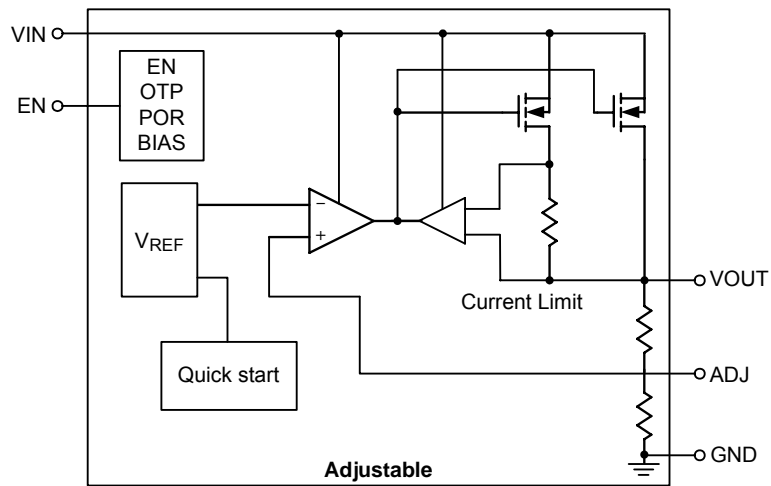 VIN
EN
EN
OTP
POR
BIAS
VREF
−
+
Current Limit
Quick start
VOUT
ADJ
GND
Adjustable